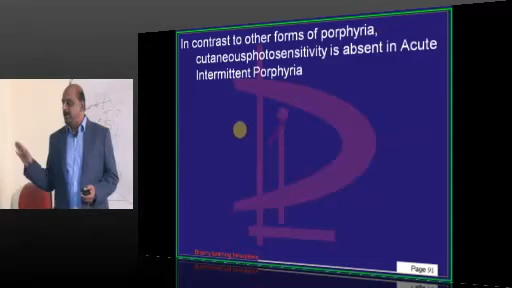 In contrast to other forms of porphyria,
cutaneousphotosensitivity is absent in Acute
Intermittent Porphyria
Page 91